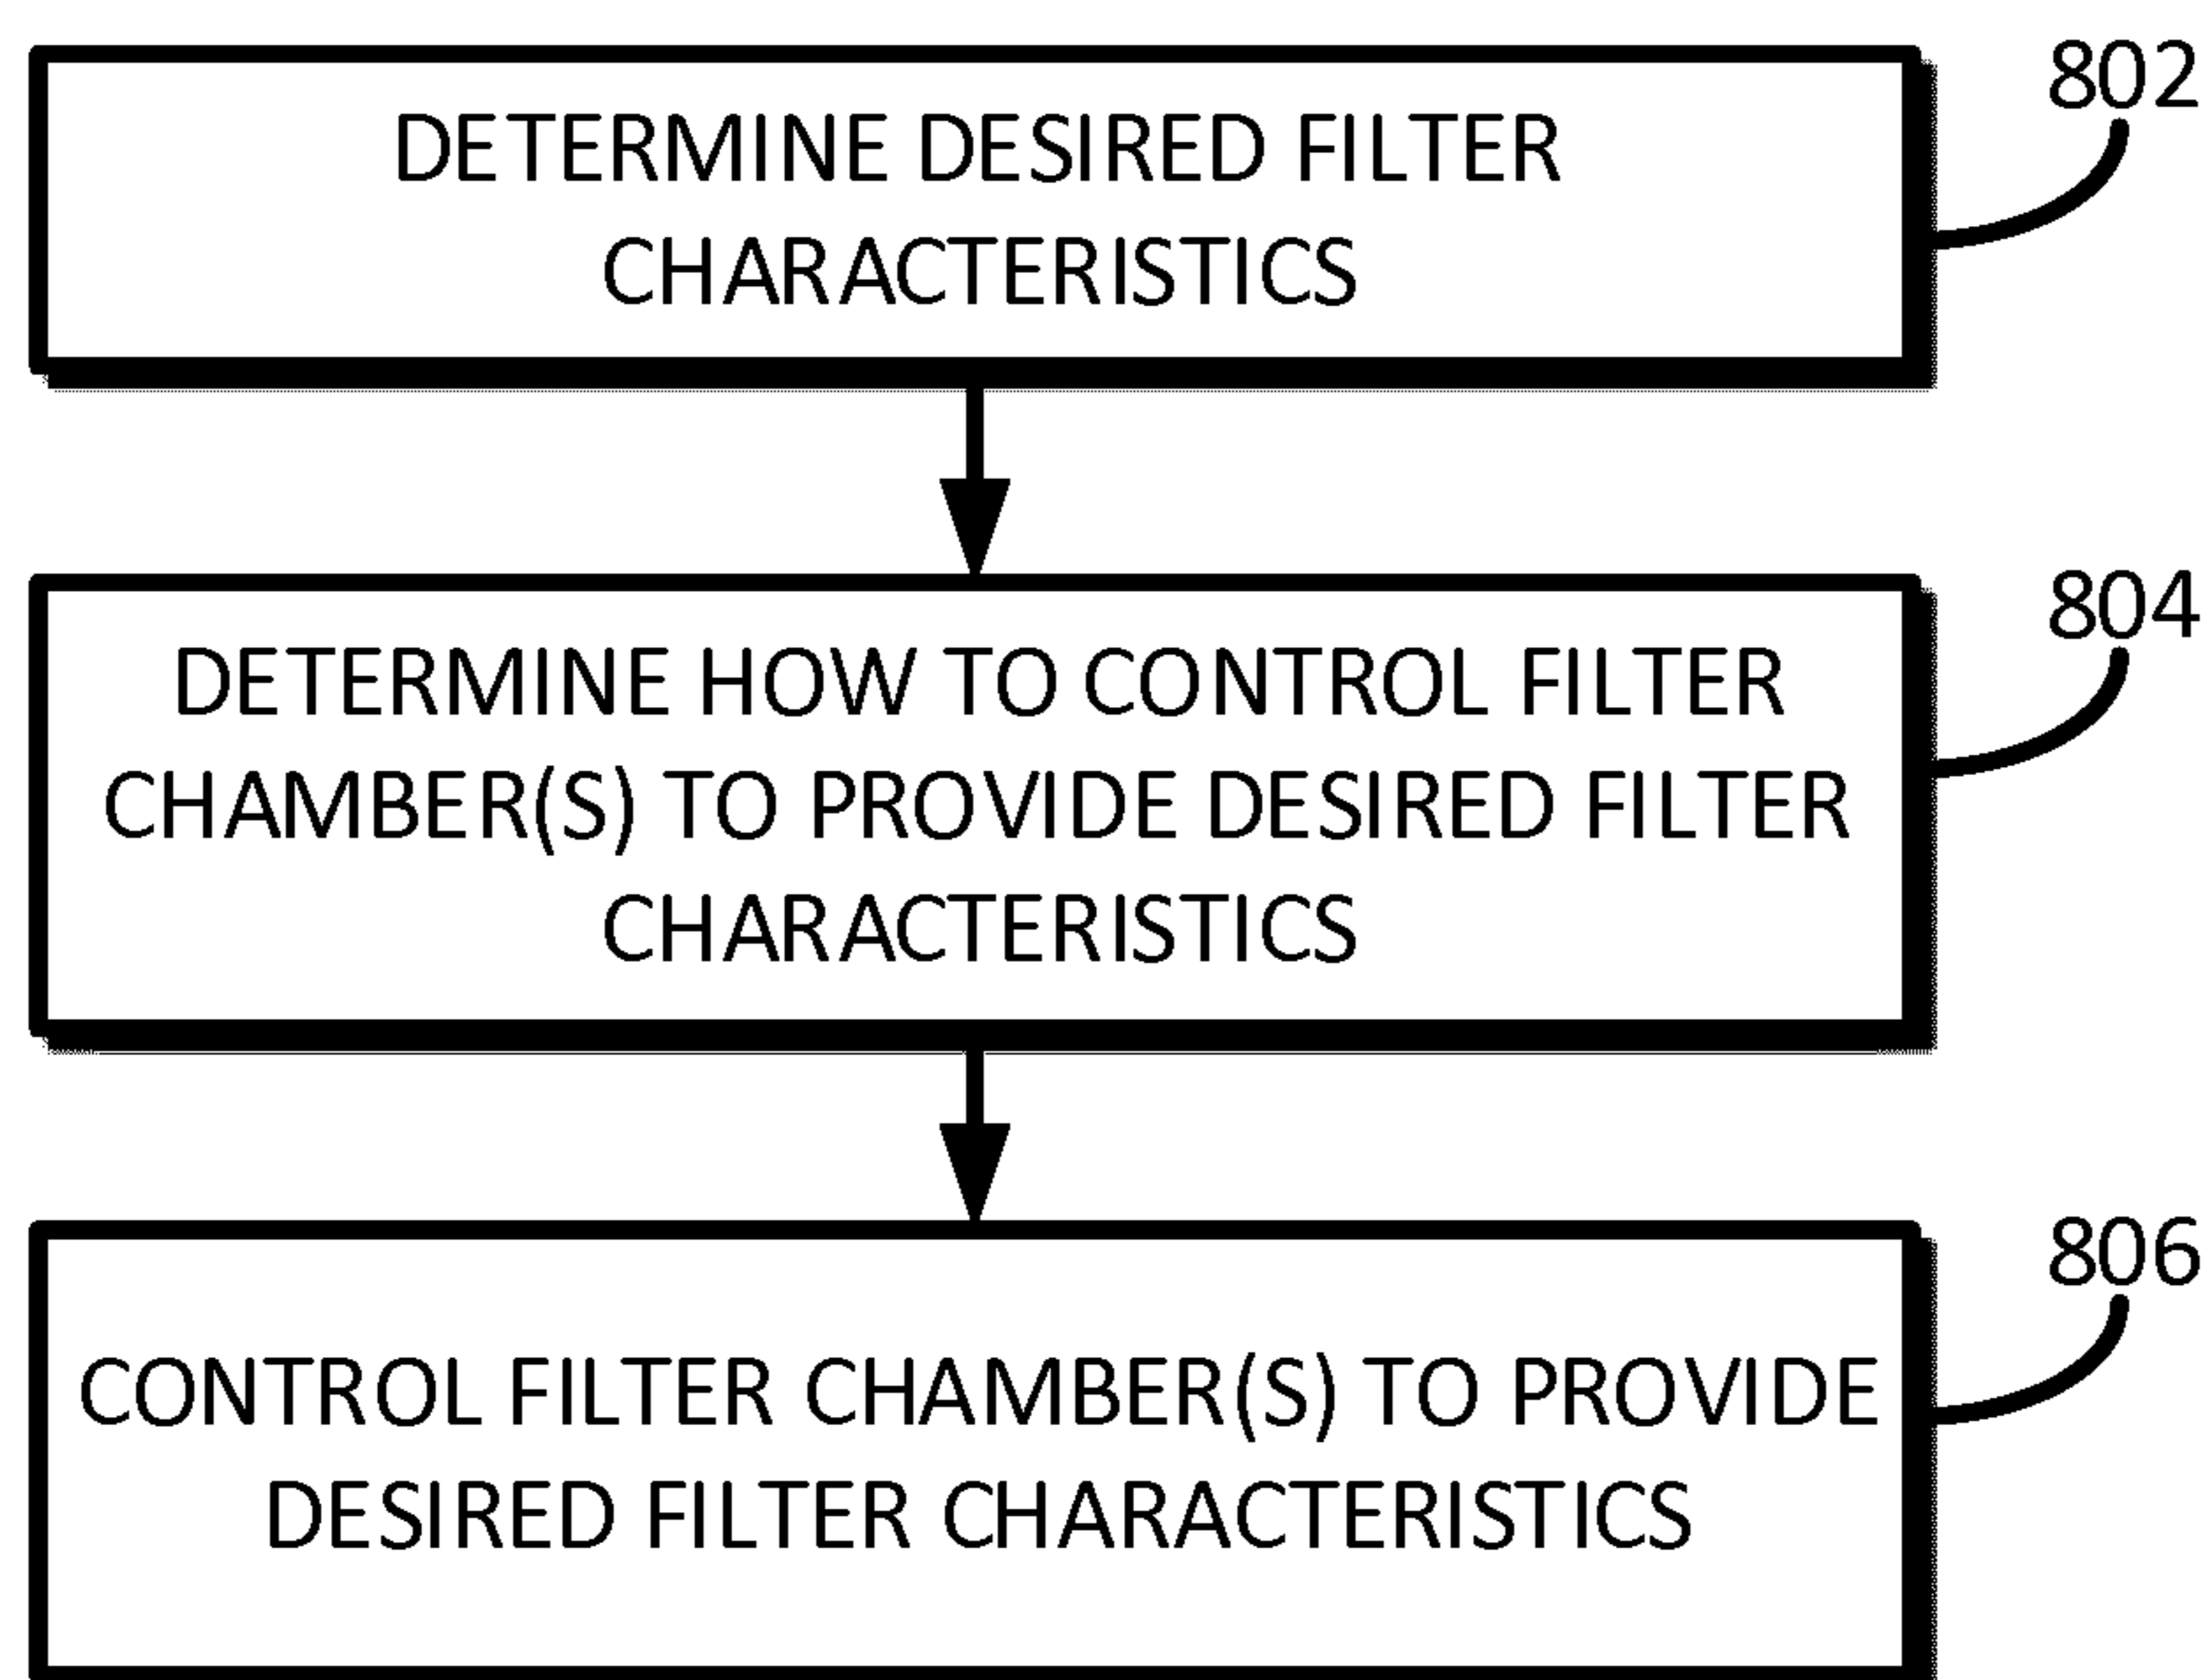 802
DETERMINE DESIRED FILTER
CHARACTERISTICS
804
DETERMINE HOW TO CONTROL FILTER
CHAMBER(S) TO PROVIDE DESIRED FILTER
CHARACTERISTICS
806
CONTROL FILTER CHAMBER(S) TO PROVIDE
DESIRED FILTER CHARACTERISTICS